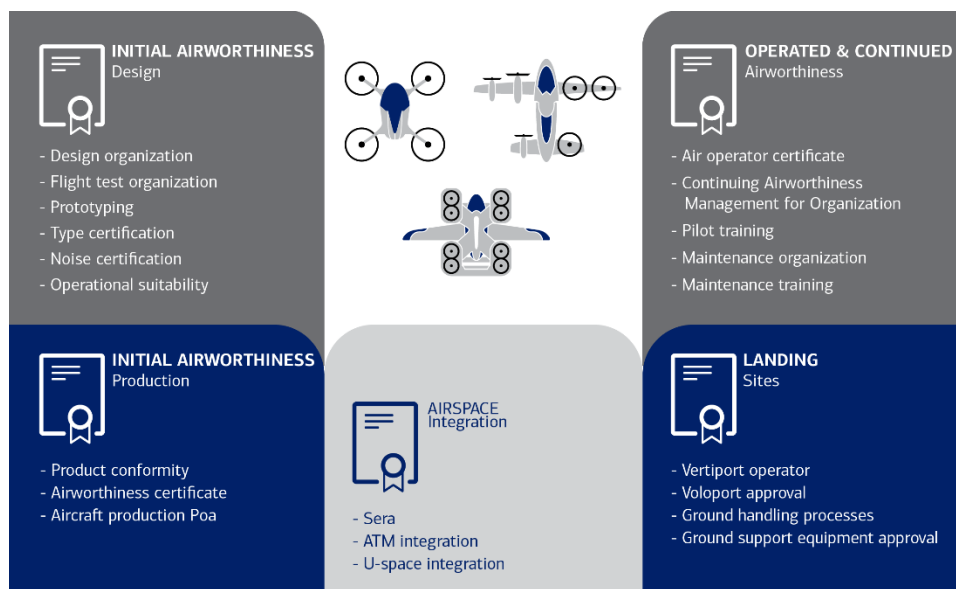 INITIAL AIRWORTHINESS
Design
- Design organization
- Flight test organization
- Prototyping
- Type certification
- Noise certification
- Operational suitability
OPERATED & CONTINUED
Airworthiness
- Air operator certificate
- Continuing Airworthiness
Management for Organization
- Pilot training
- Maintenance organization
- Maintenance training
INITIAL AIRWORTHINESS
Production
- Product conformity
- Airworthiness certificate
- Aircraft production Poa
AIRSPACE
Integration
- Sera
- ATM integration
- U-space integration
LANDING
Sites
- Vertiport operator
- Voloport approval
- Ground handling processes
- Ground support equipment approval